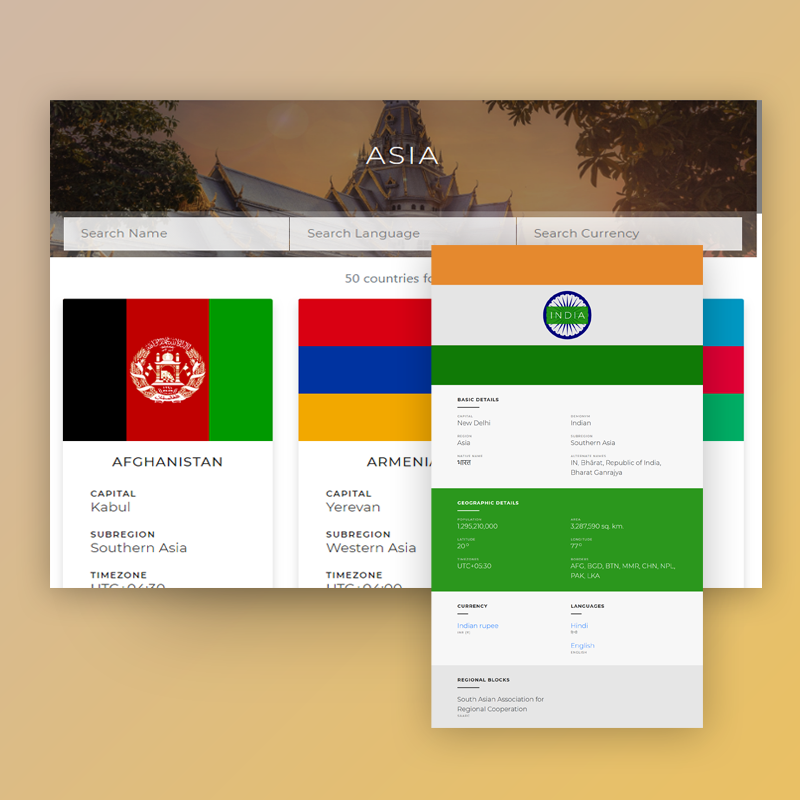 ASIA
Search Name
Search Language
Search Currency
50 countries fo
AFGHANISTAN
CAPITAL
Kabul
SUBREGION
Southern Asia
TIMEZONE
UTC+04:30
ARMENIA
CAPITAL
Yerevan
SUBREGION
Western Asia
TIMEZONE
UTC+04:00
INDIA
BASIC DETAILS
CAPITAL
New Delhi
DEMONYM
Indian
REGION
Asia
SUBREGION
Southern Asia
NATIVE NAME
भारत
ALTERNATE NAMES
IN, Bhārat, Republic of India,
Bharat Ganrajya
GEOGRAPHIC DETAILS
POPULATION
1,295,210,000
AREA
3,287,590 sq. km.
LATITUDE
20°
LONGITUDE
77°
TIMEZONES
UTC+05:30
BORDERS
AFG, BGD, BTN, MMR, CHN, NPL,
PAK, LKA
CURRENCY
Indian rupee
LANGUAGES
Hindi
हिन्दी
English
ENGLISH
REGIONAL BLOCKS
South Asian Association for
Regional Cooperation